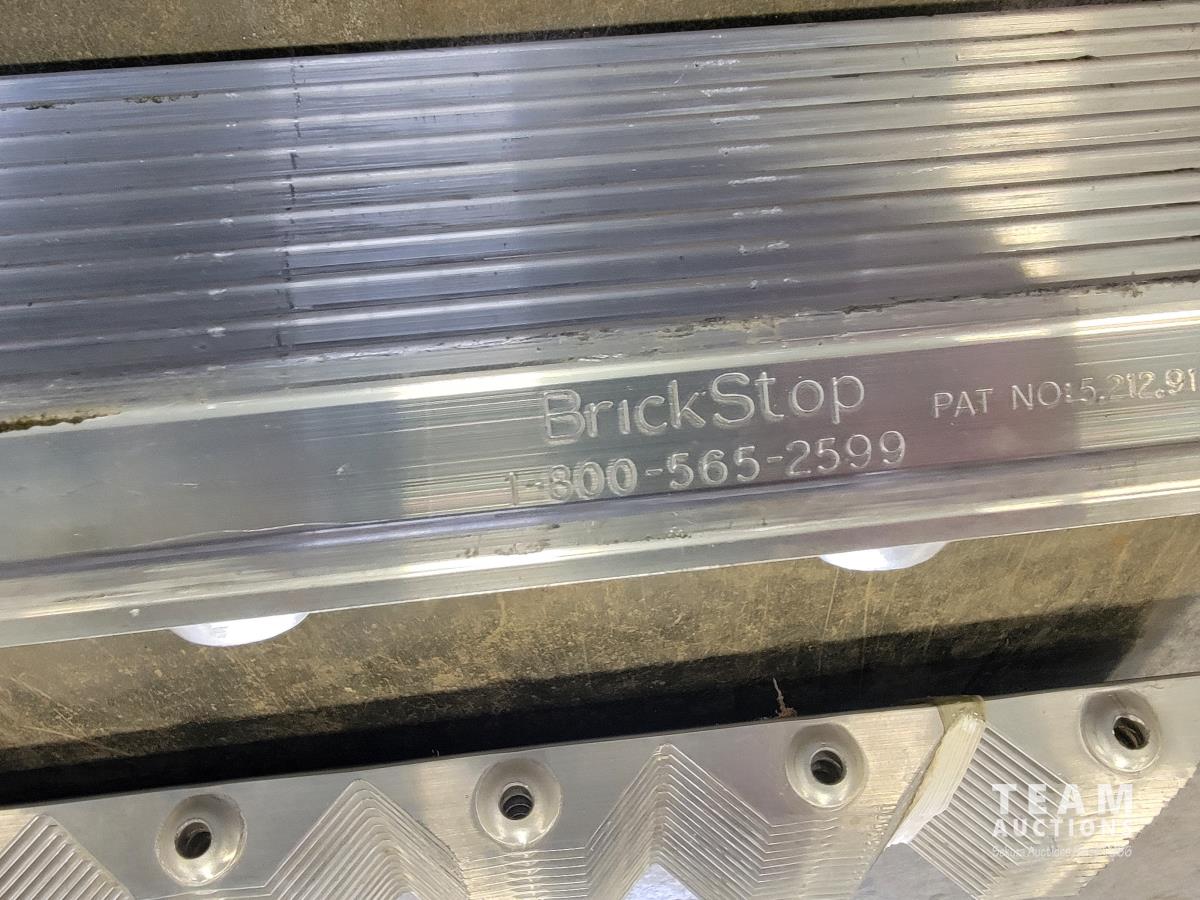 BrickStop
1-800-565-2599
PAT NO:5.212.91
TEAM
AUCTIONS